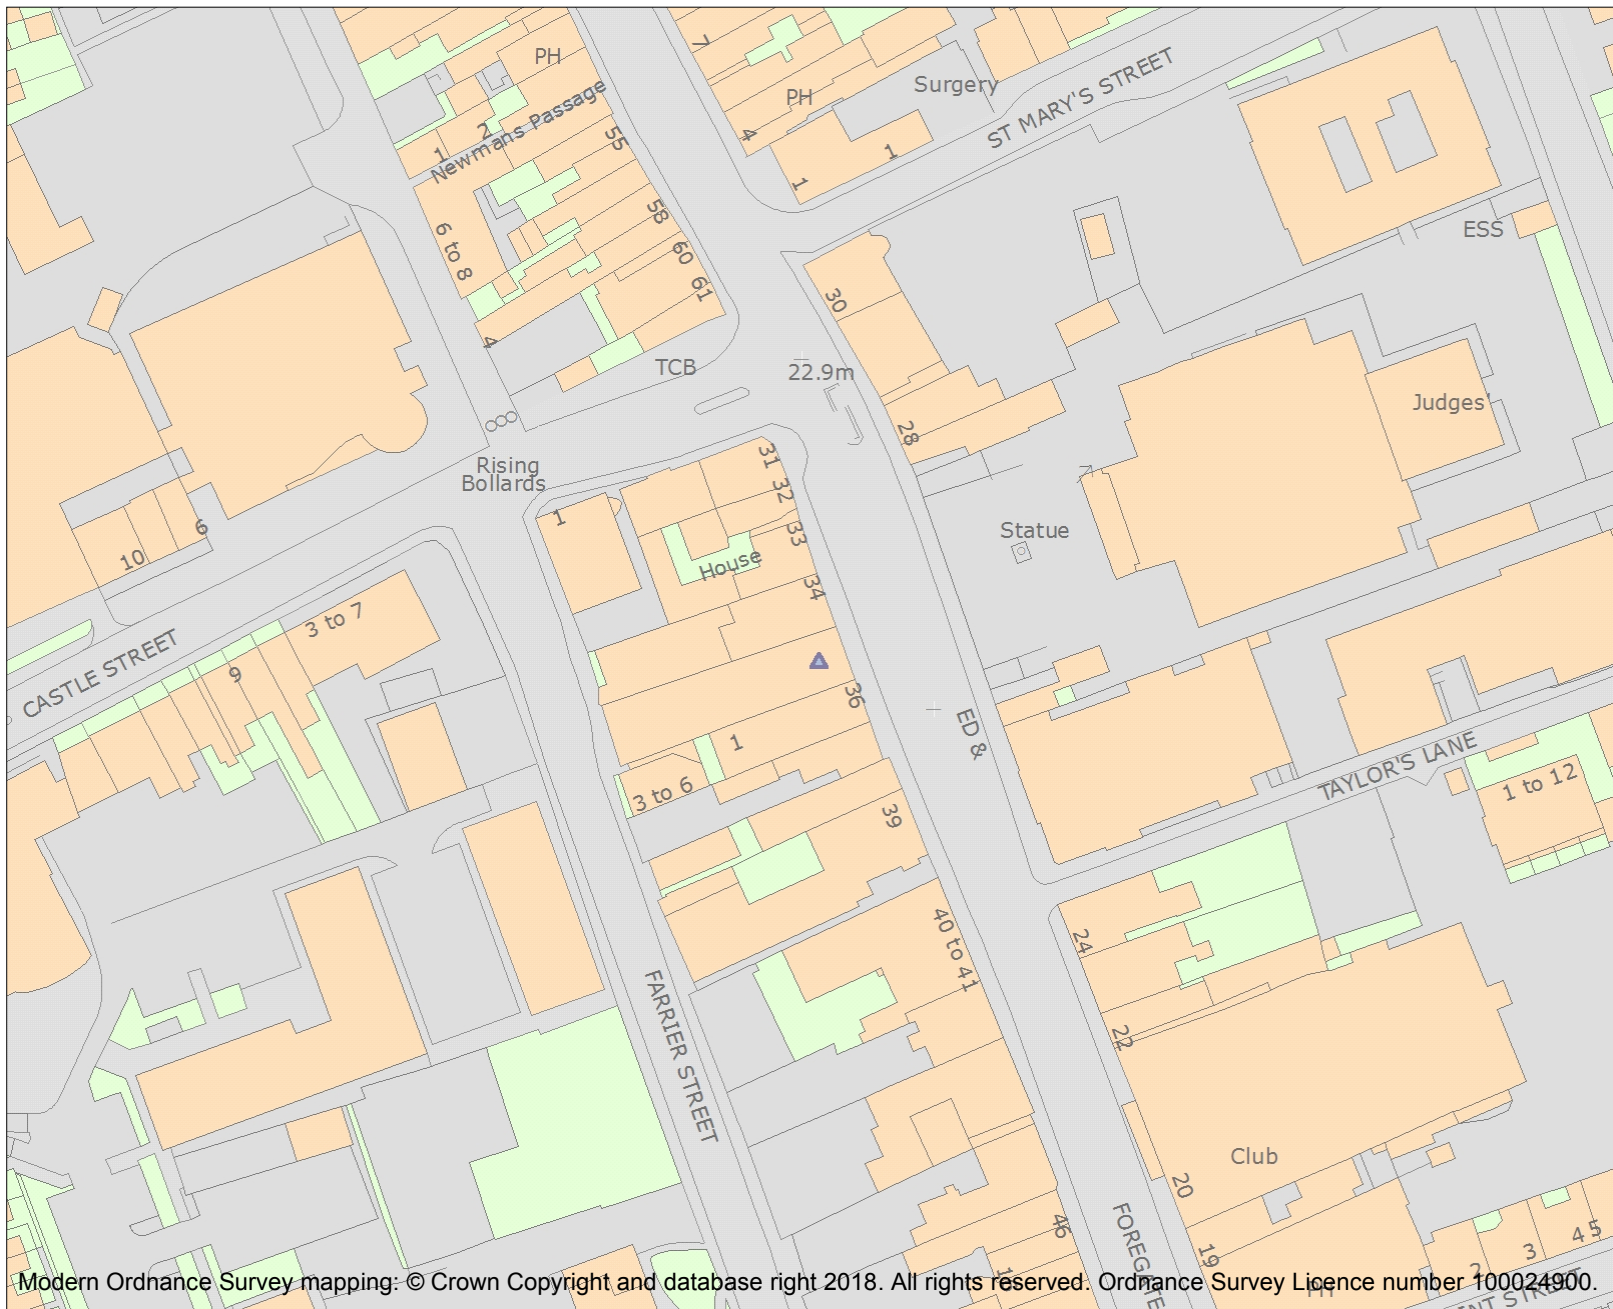 PH
7
PH
Surgery
ST MARY'S STREET
4
2
1
Newmans Passage
55
1
1
58
6 to 8
60
61
ESS
30
4
TCB
22.9m
Judges'
28
31
Rising
Bollards
32
1
33
6
10
House
Statue
34
3 to 7
CASTLE STREET
9
36
ED &
1
3 to 6
TAYLOR'S LANE
1 to 12
39
40 to 41
24
FARRIER STREET
22
Club
20
46
FOREGATE
19
5
4
3
2
PH
Modern Ordnance Survey mapping: © Crown Copyright and database right 2018. All rights reserved. Ordnance Survey Licence number 100024900.